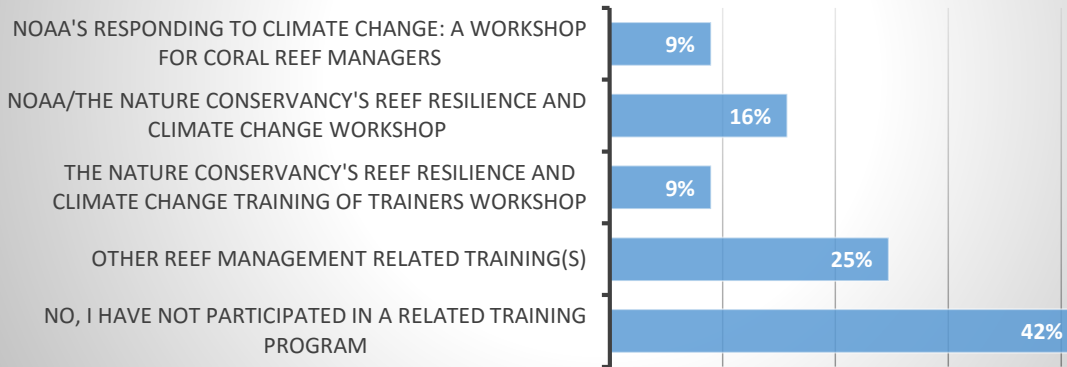 NOAA'S RESPONDING TO CLIMATE CHANGE: A WORKSHOP
FOR CORAL REEF MANAGERS
9%
NOAA/THE NATURE CONSERVANCY'S REEF RESILIENCE AND
CLIMATE CHANGE WORKSHOP
16%
THE NATURE CONSERVANCY'S REEF RESILIENCE AND
CLIMATE CHANGE TRAINING OF TRAINERS WORKSHOP
9%
OTHER REEF MANAGEMENT RELATED TRAINING(S)
25%
NO, I HAVE NOT PARTICIPATED IN A RELATED TRAINING
PROGRAM
42%